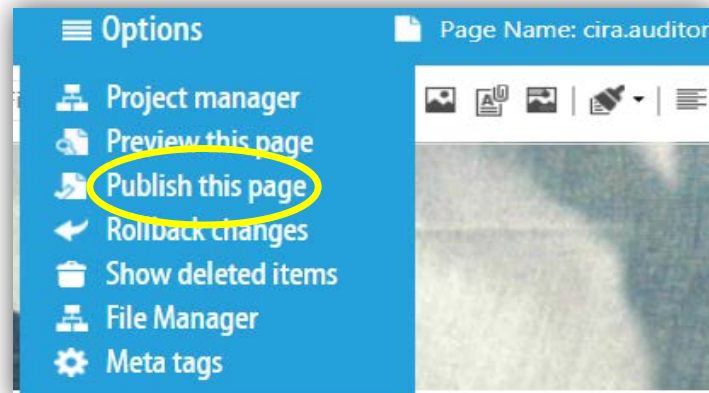 Options
Page Name: cira.auditor
Project manager
Preview this page
Publish this page
Rollback changes
Show deleted items
File Manager
Meta tags